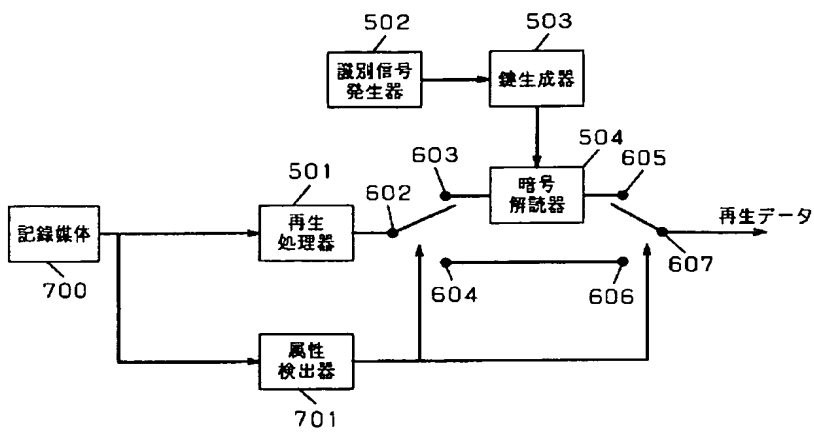 502
503
識別信号
発生器
鍵生成器
504
603
605
501
602
暗号
解読器
再生データ
記録媒体
再生
処理器
607
700
604
606
属性
検出器
701